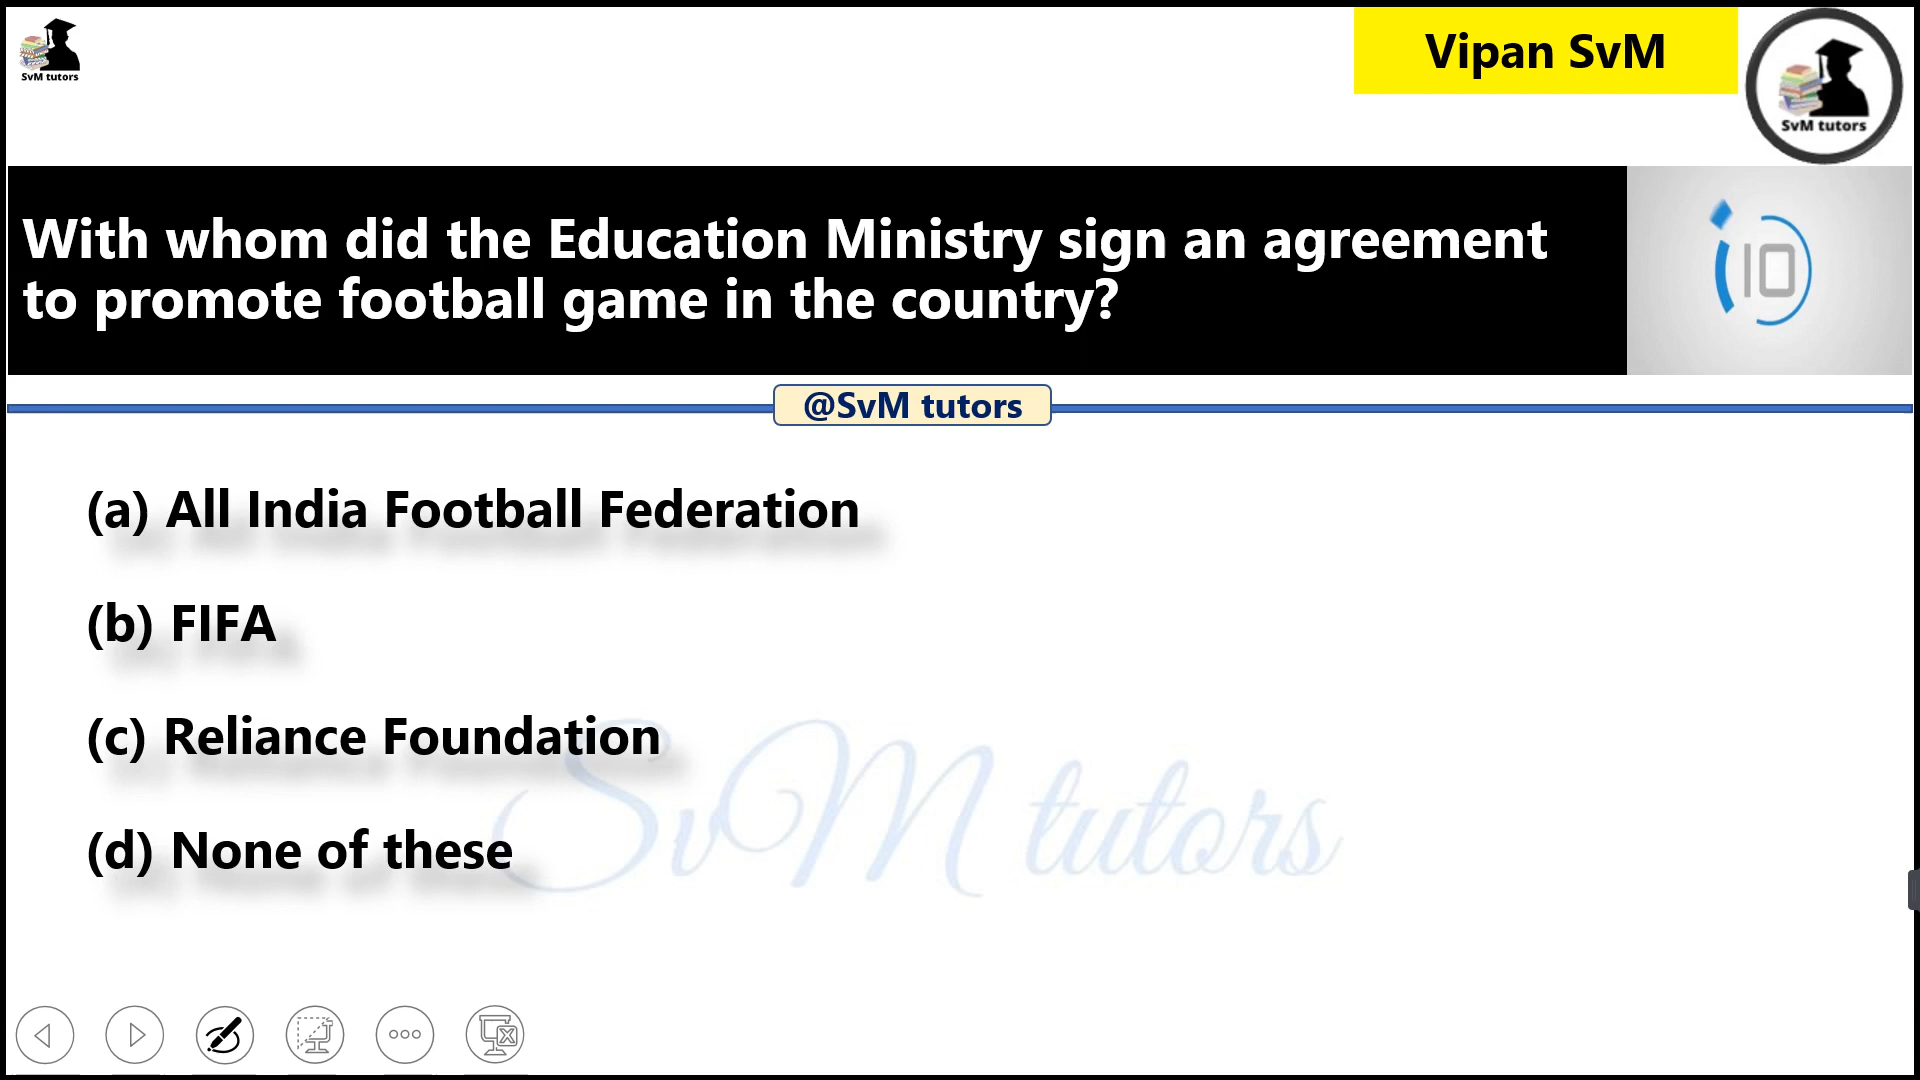 SvM tutors
Vipan SvM
SvM tutors
With whom did the Education Ministry sign an agreement
to promote football game in the country?
10
@SvM tutors
(a) All India Football Federation
(b) FIFA
(c) Reliance Foundation
(d) None of these
SvM tutors